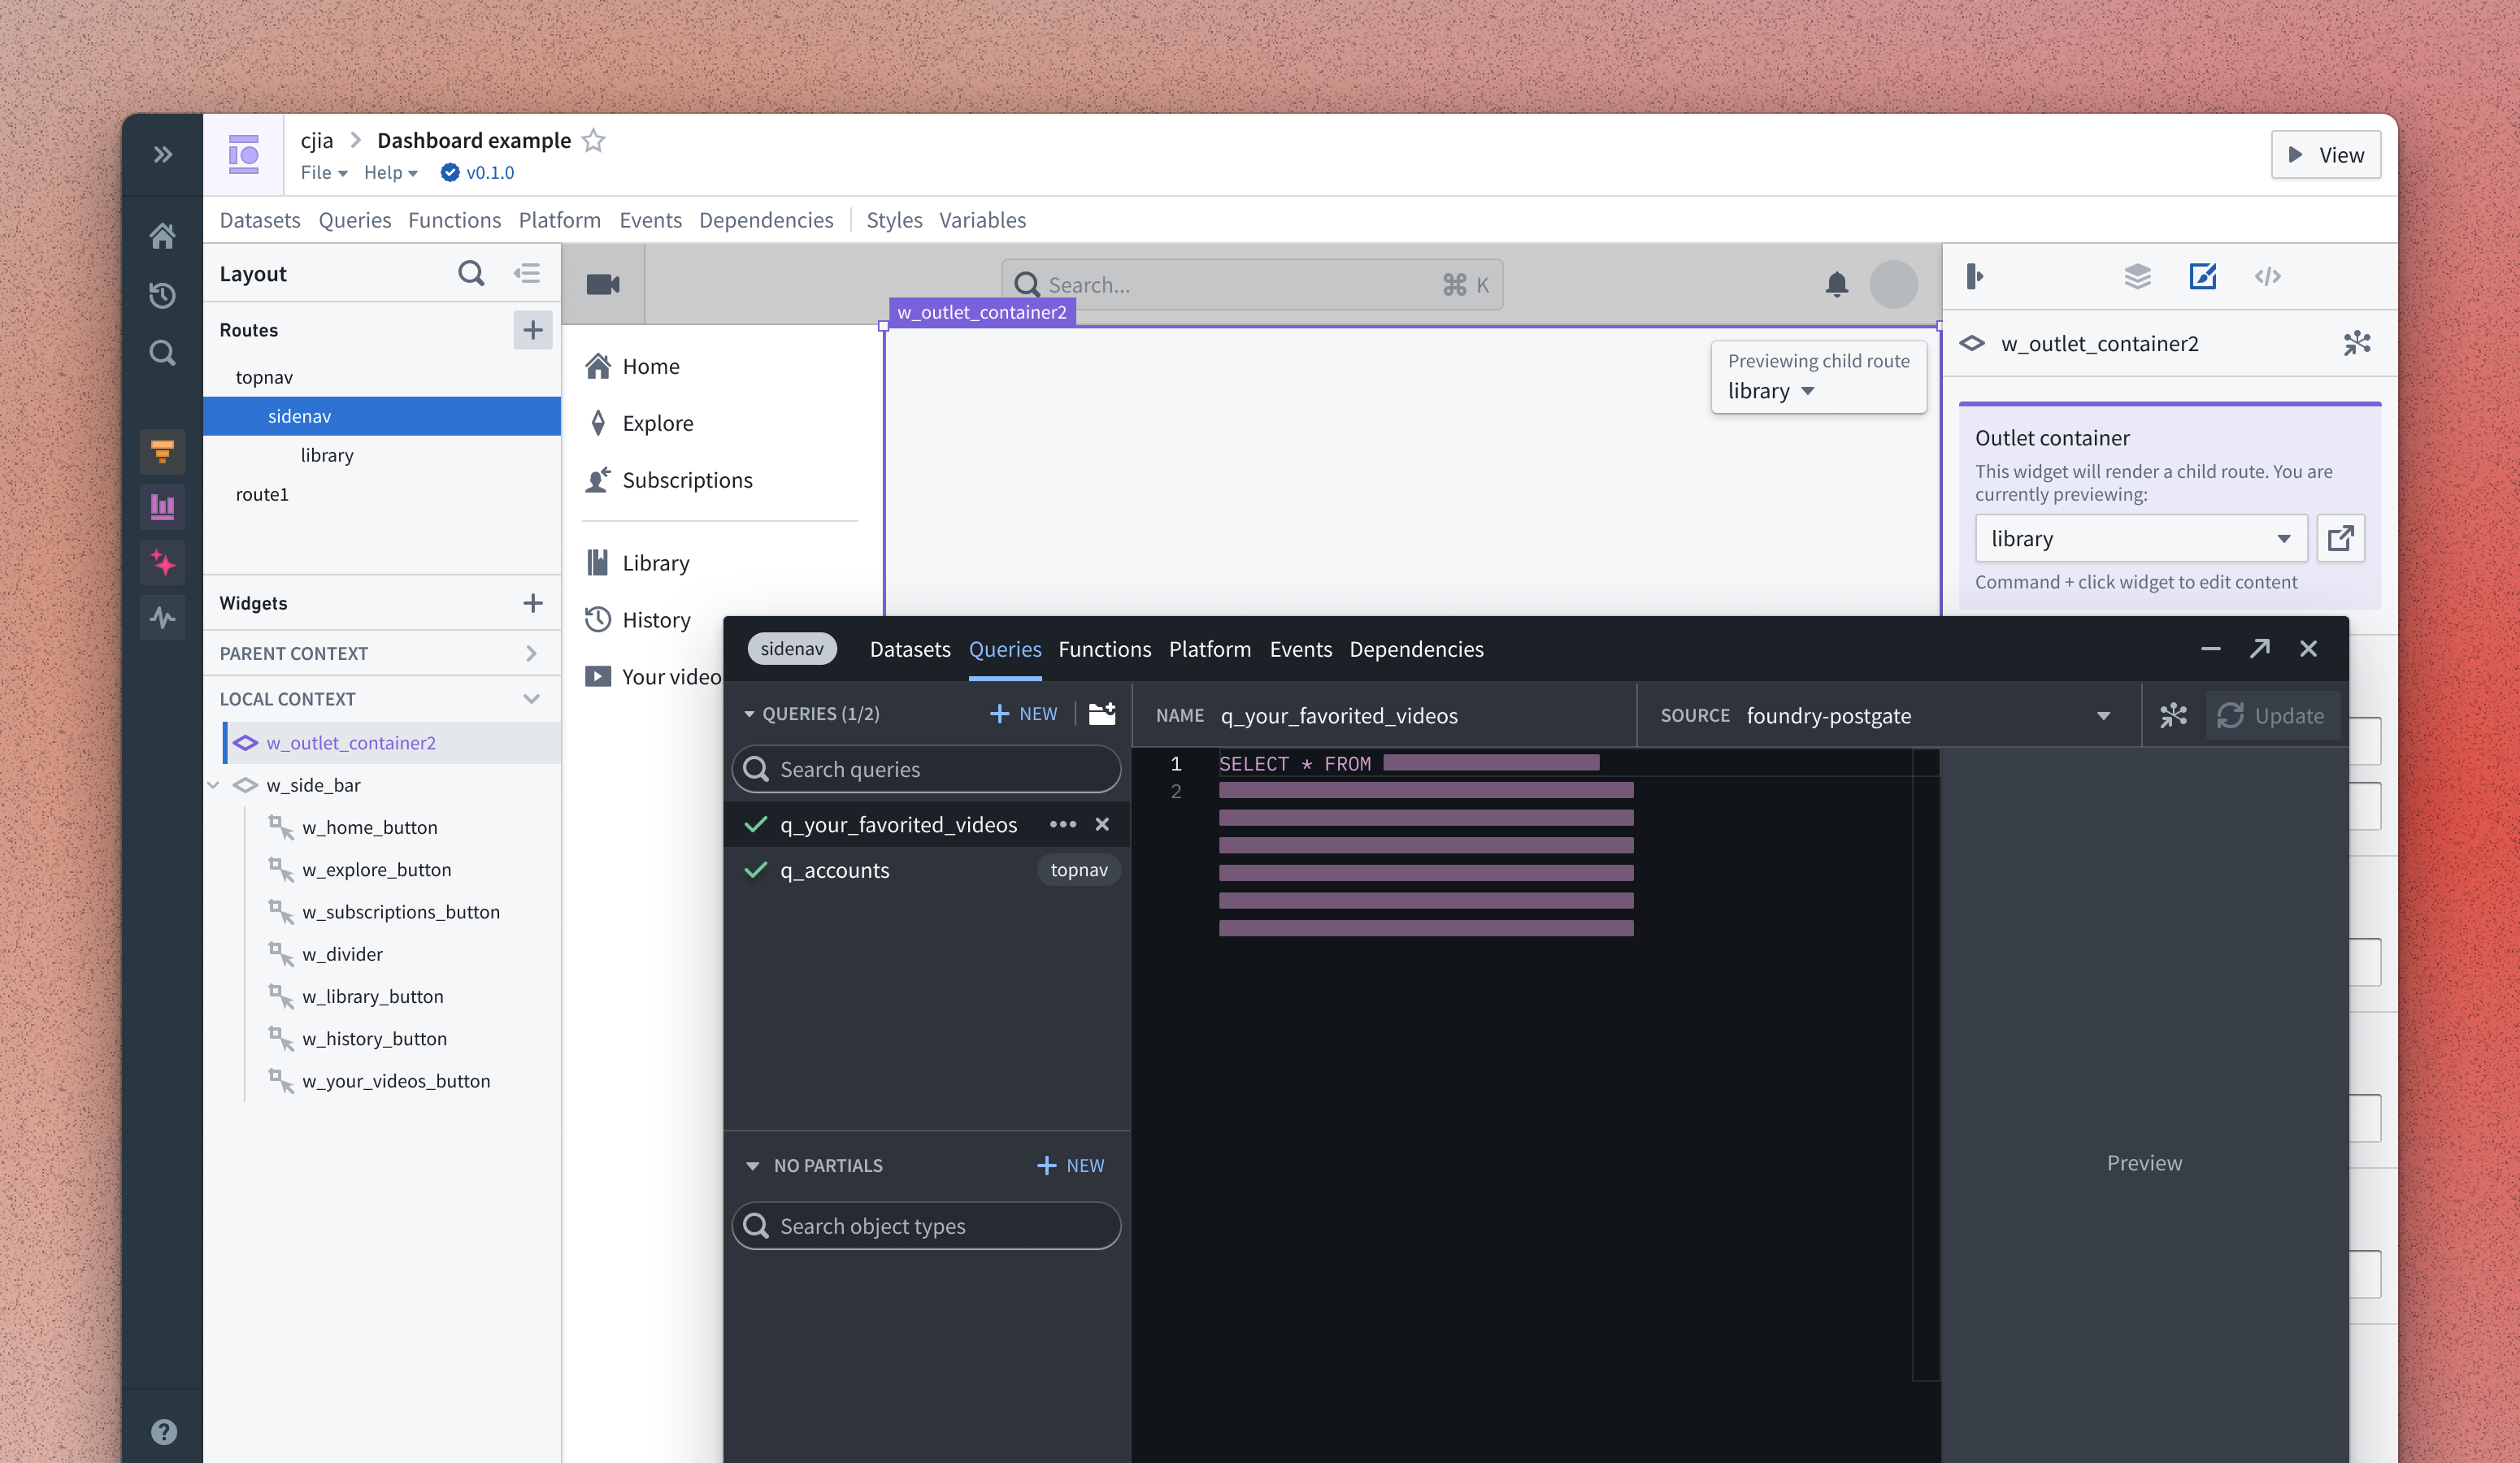 cjia > Dashboard example
File Help v0.1.0
View
Datasets Queries Functions Platform Events Dependencies Styles Variables
Layout
Routes
topnav
sidenav
library
route1
Widgets
PARENT CONTEXT
LOCAL CONTEXT
w_outlet_container2
w_side_bar
w_home_button
w_explore_button
w_subscriptions_button
w_divider
w_library_button
w_history_button
w_your_videos_button
Search... ⌘ K
w_outlet_container2
Home
Explore
Subscriptions
Library
History
Your video
Previewing child route
library
w_outlet_container2
Outlet container
This widget will render a child route. You are
currently previewing:
library
Command + click widget to edit content
sidenav Datasets Queries Functions Platform Events Dependencies
QUERIES (1/2) + NEW
Search queries
q_your_favorited_videos
q_accounts topnav
NO PARTIALS + NEW
Search object types
NAME q_your_favorited_videos SOURCE foundry-postgate Update
1 SELECT * FROM
2
Preview